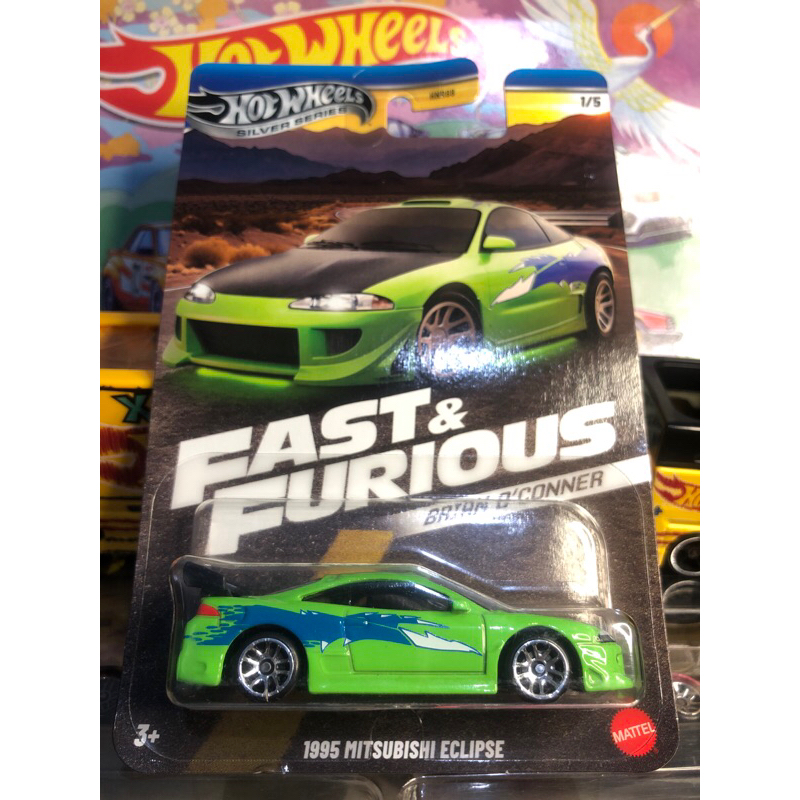 HOT WHEELS
HOT WHEELS
SILVER SERIES
1/5
FAST &
FURIOUS
BRIAN O'CONNER
3+
MATTEL
1995 MITSUBISHI ECLIPSE